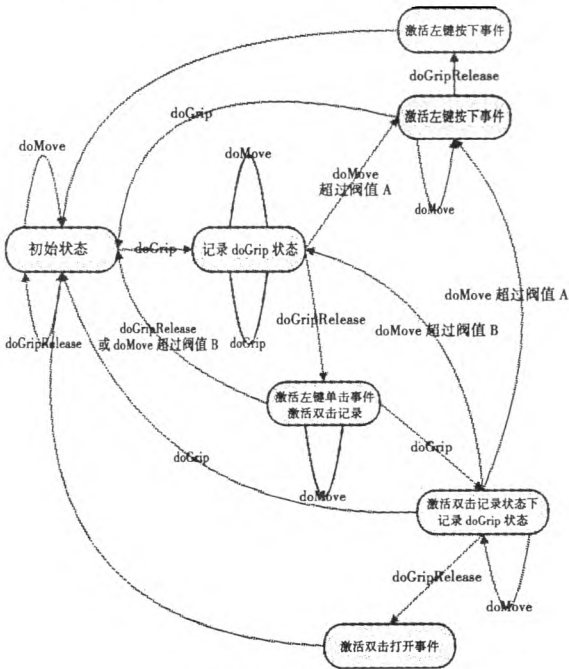 激活左键按下事件
doGripRelease
激活左键按下事件
doGrip
doMove
doMove
doMove
超过阀值 A
doMove
初始状态
doGrip
记录 doGrip 状态
doMove 超过阀值 A
doGripRelease
doMove 超过阀值 B
doGripRelease
doGripRelease
或 doMove 超过阀值 B
doGrip
激活左键单击事件
激活双击记录
doGrip
doGrip
doMove
激活双击记录状态下
记录 doGrip 状态
doGripRelease
doMove
激活双击打开事件